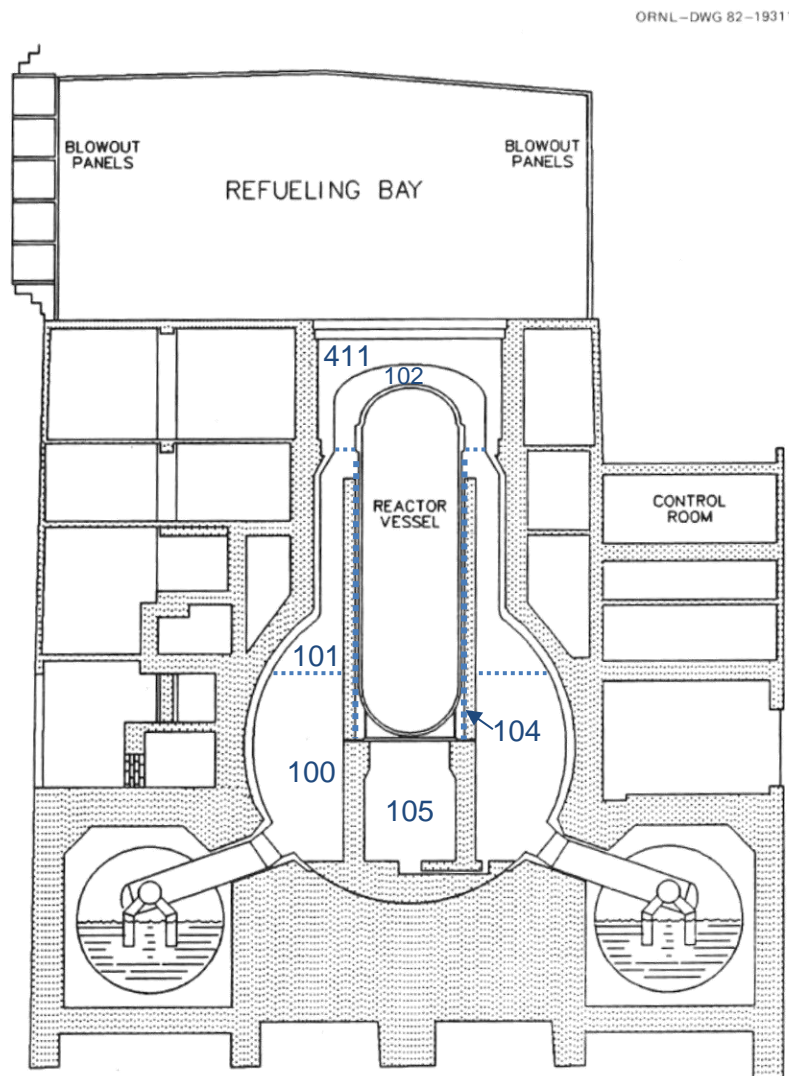 ORNL–DWG 82–1931
BLOWOUT
PANELS
BLOWOUT
PANELS
REFUELING BAY
411
102
REACTOR
VESSEL
CONTROL
ROOM
101
104
100
105